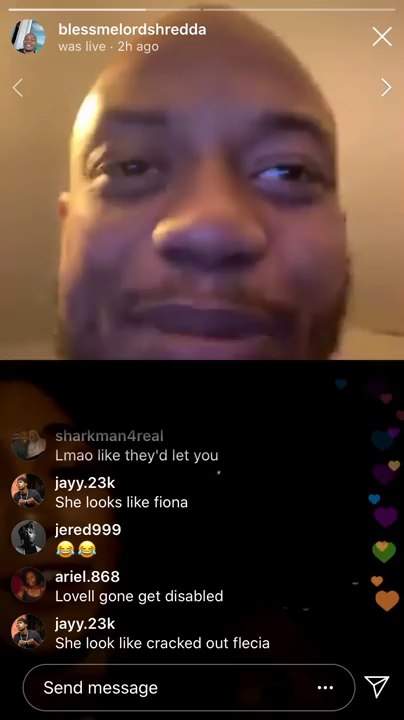 blessmelordshredda
was live · 2h ago
sharkman4real
Lmao like they'd let you
jayy.23k
She looks like fiona
jered999
😂😂
ariel.868
Lovell gone get disabled
jayy.23k
She look like cracked out flecia
Send message